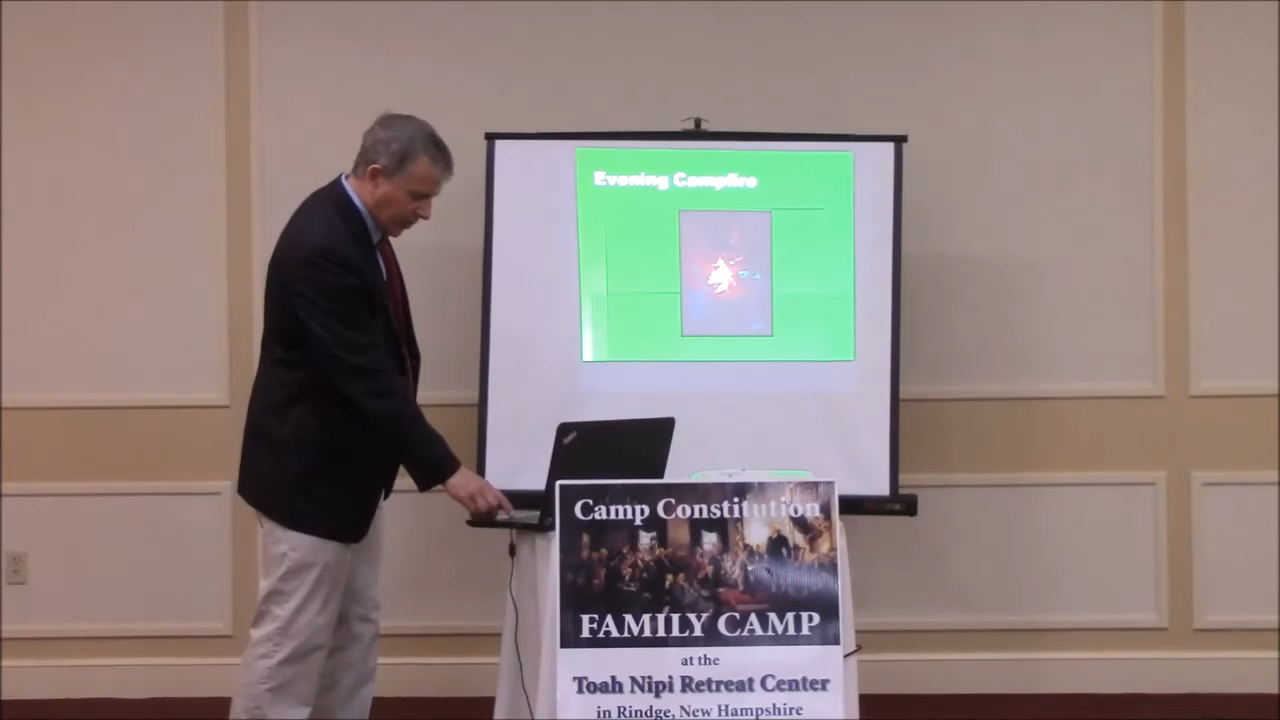 Evening Campfire
Camp Constitution
FAMILY CAMP
at the
Toah Nipi Retreat Center
in Rindge, New Hampshire